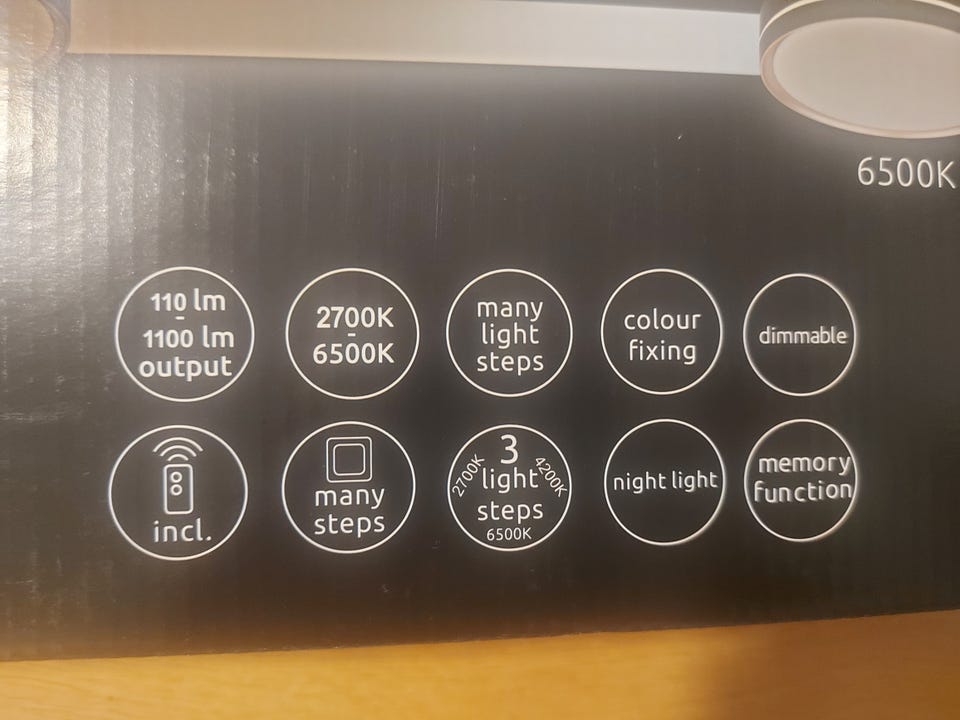 6500K
110 lm
-
1100 lm
output
2700K
-
6500K
many
light
steps
colour
fixing
dimmable
incl.
many
steps
3
2700K light 4200K
steps
6500K
night light
memory
function